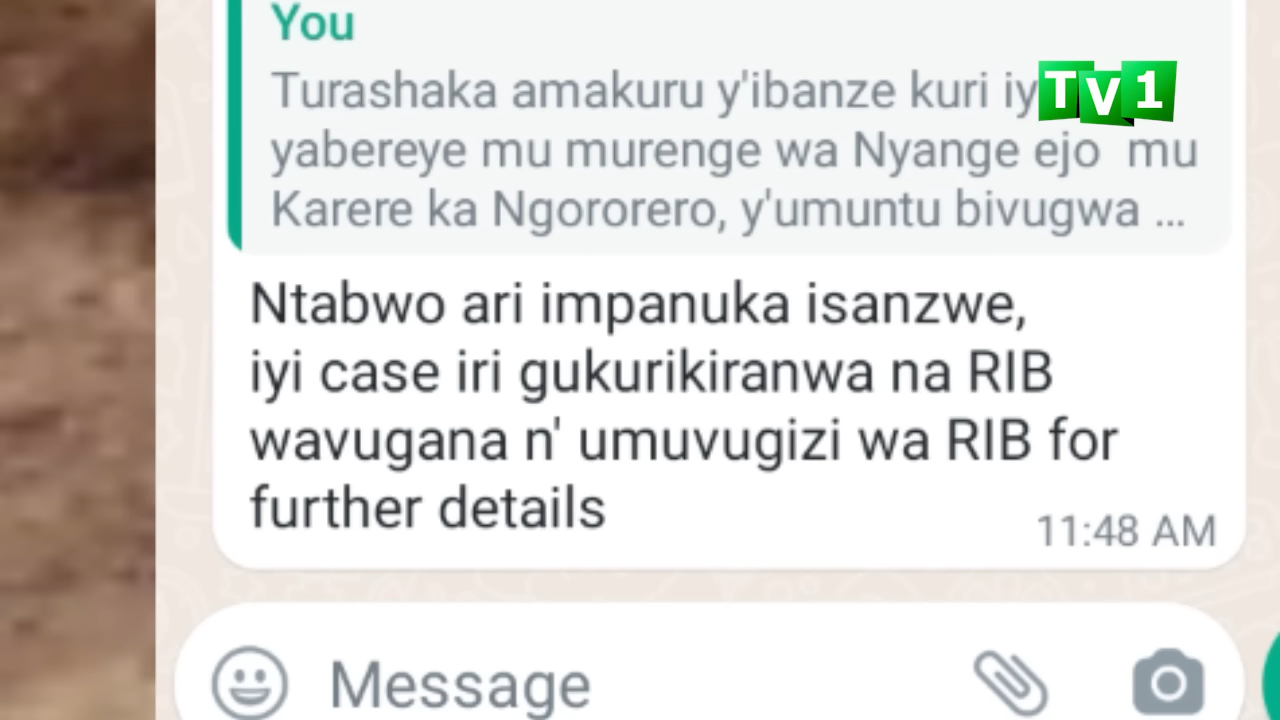 You
Turashaka amakuru y'ibanze kuri
TV1
yabereye mu murenge wa Nyange ejo mu
Karere ka Ngororero, y'umuntu bivugwa ...
Ntabwo ari impanuka isanzwe,
iyi case iri gukurikiranwa na RIB
wavugana n' umuvugizi wa RIB for
further details
11:48 AM
Message